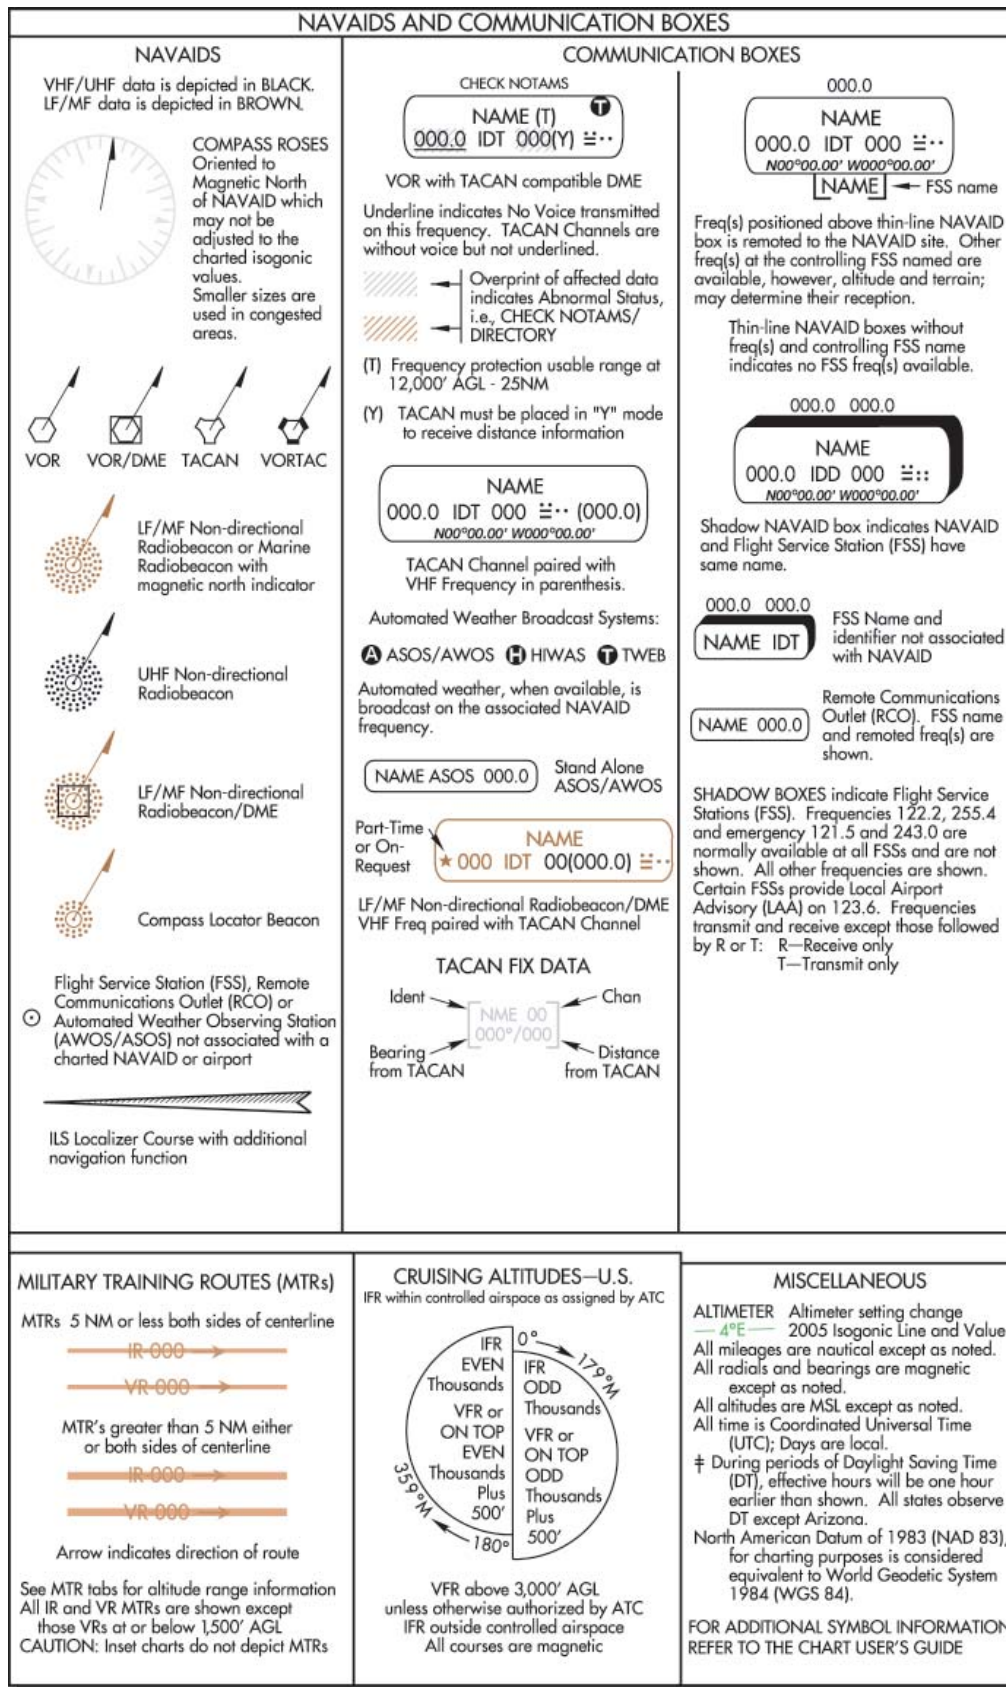 NAVAIDS AND COMMUNICATION BOXES
NAVAIDS
VHF/UHF data is depicted in BLACK.
LF/MF data is depicted in BROWN.
COMPASS ROSES
Oriented to
Magnetic North
of NAVAID which
may not be
adjusted to the
charted isogonic
values.
Smaller sizes are
used in congested
areas.
VOR VOR/DME TACAN VORTAC
LF/MF Non-directional
Radiobeacon or Marine
Radiobeacon with
magnetic north indicator
UHF Non-directional
Radiobeacon
LF/MF Non-directional
Radiobeacon/DME
Compass Locator Beacon
Flight Service Station (FSS), Remote
Communications Outlet (RCO) or
Automated Weather Observing Station
(AWOS/ASOS) not associated with a
charted NAVAID or airport
ILS Localizer Course with additional
navigation function
COMMUNICATION BOXES
CHECK NOTAMS
T
NAME (T)
000.0 IDT 000(Y)
VOR with TACAN compatible DME
Underline indicates No Voice transmitted
on this frequency. TACAN Channels are
without voice but not underlined.
Overprint of affected data
indicates Abnormal Status,
i.e., CHECK NOTAMS/
DIRECTORY
(T) Frequency protection usable range at
12,000' AGL - 25NM
(Y) TACAN must be placed in "Y" mode
to receive distance information
NAME
000.0 IDT 000 (000.0)
N00°00.00' W000°00.00'
TACAN Channel paired with
VHF Frequency in parenthesis.
Automated Weather Broadcast Systems:
A ASOS/AWOS H HIWAS T TWEB
Automated weather, when available, is
broadcast on the associated NAVAID
frequency.
NAME ASOS 000.0
Stand Alone
ASOS/AWOS
Part-Time
or On-
Request
NAME
★000 IDT 00(000.0)
LF/MF Non-directional Radiobeacon/DME
VHF Freq paired with TACAN Channel
TACAN FIX DATA
Ident
Chan
NME 00
000°/000
Bearing
from TACAN
Distance
from TACAN
000.0
NAME
000.0 IDT 000
N00°00.00' W000°00.00'
NAME
FSS name
Freq(s) positioned above thin-line NAVAID
box is remoted to the NAVAID site. Other
freq(s) at the controlling FSS named are
available, however, altitude and terrain;
may determine their reception.
Thin-line NAVAID boxes without
freq(s) and controlling FSS name
indicates no FSS freq(s) available.
000.0 000.0
NAME
000.0 IDD 000
N00°00.00' W000°00.00'
Shadow NAVAID box indicates NAVAID
and Flight Service Station (FSS) have
same name.
000.0 000.0
NAME IDT
FSS Name and
identifier not associated
with NAVAID
NAME 000.0
Remote Communications
Outlet (RCO). FSS name
and remoted freq(s) are
shown.
SHADOW BOXES indicate Flight Service
Stations (FSS). Frequencies 122.2, 255.4
and emergency 121.5 and 243.0 are
normally available at all FSSs and are not
shown. All other frequencies are shown.
Certain FSSs provide Local Airport
Advisory (LAA) on 123.6. Frequencies
transmit and receive except those followed
by R or T: R—Receive only
T—Transmit only
MILITARY TRAINING ROUTES (MTRs)
MTRs 5 NM or less both sides of centerline
IR-000
VR-000
MTR's greater than 5 NM either
or both sides of centerline
IR-000
VR-000
Arrow indicates direction of route
See MTR tabs for altitude range information
All IR and VR MTRs are shown except
those VRs at or below 1,500' AGL
CAUTION: Inset charts do not depict MTRs
CRUISING ALTITUDES—U.S.
IFR within controlled airspace as assigned by ATC
IFR
EVEN
Thousands
VFR or
ON TOP
EVEN
Thousands
Plus
500'
359°M
180°
0°
179°M
IFR
ODD
Thousands
VFR or
ON TOP
ODD
Thousands
Plus
500'
VFR above 3,000' AGL
unless otherwise authorized by ATC
IFR outside controlled airspace
All courses are magnetic
MISCELLANEOUS
ALTIMETER Altimeter setting change
4°E 2005 Isogonic Line and Value
All mileages are nautical except as noted.
All radials and bearings are magnetic
except as noted.
All altitudes are MSL except as noted.
All time is Coordinated Universal Time
(UTC); Days are local.
‡ During periods of Daylight Saving Time
(DT), effective hours will be one hour
earlier than shown. All states observe
DT except Arizona.
North American Datum of 1983 (NAD 83),
for charting purposes is considered
equivalent to World Geodetic System
1984 (WGS 84).
FOR ADDITIONAL SYMBOL INFORMATION
REFER TO THE CHART USER'S GUIDE